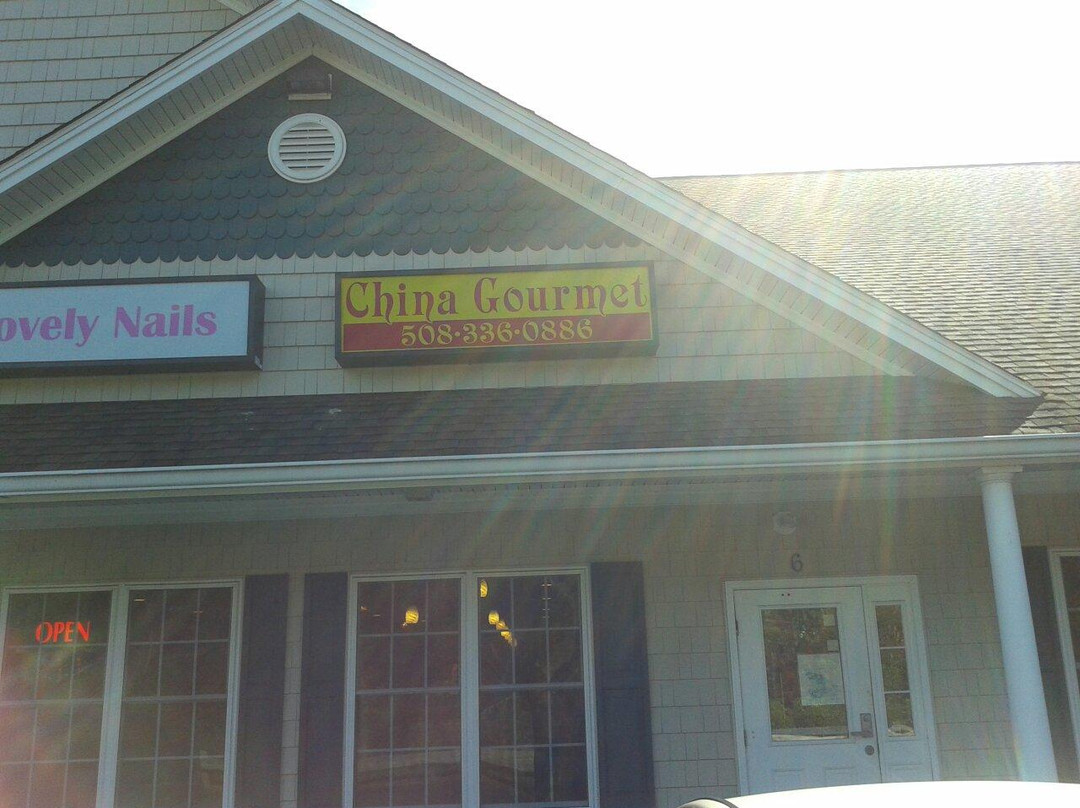 ovely Nails
China Gourmet
508·336·0886
6
OPEN